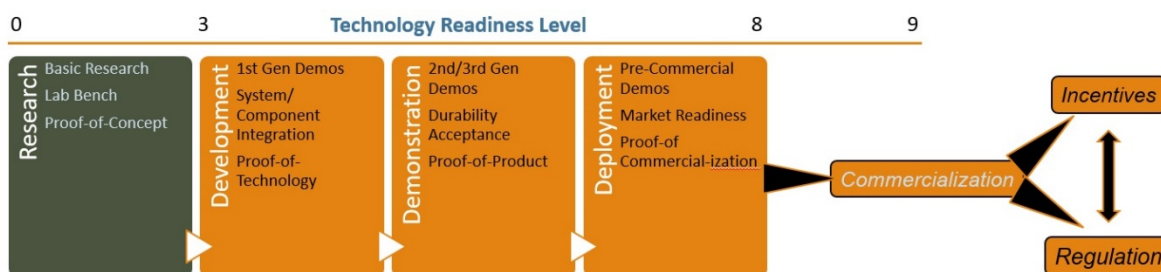 0 3 Technology Readiness Level 8 9
Research
Basic Research
Lab Bench
Proof-of-Concept
Development
1st Gen Demos
System/
Component
Integration
Proof-of-
Technology
Demonstration
2nd/3rd Gen
Demos
Durability
Acceptance
Proof-of-Product
Deployment
Pre-Commercial
Demos
Market Readiness
Proof-of
Commercial-ization
Commercialization
Incentives
Regulation